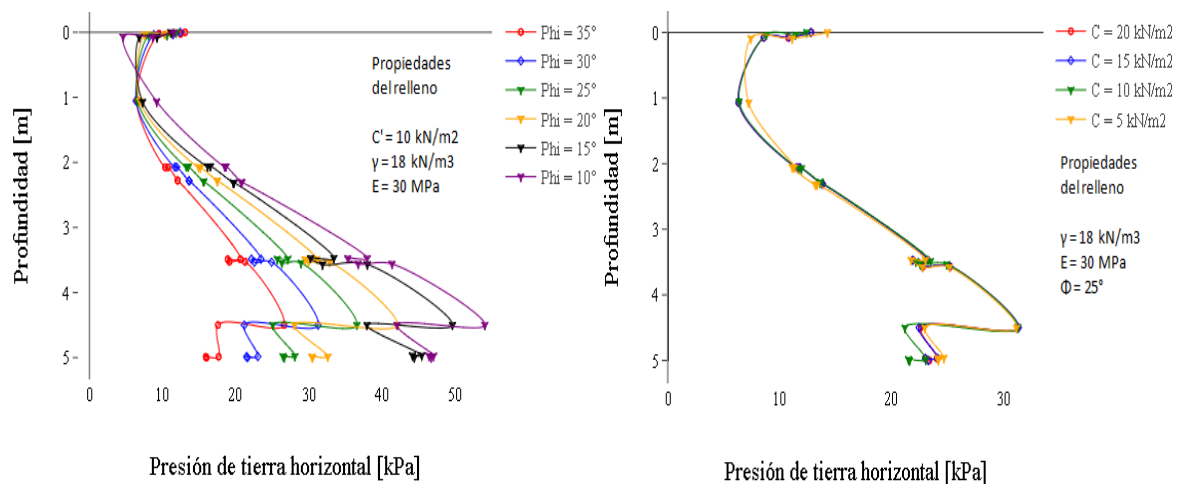 Profundidad [m]
0
1
2
3
4
5
0
10
20
30
40
50
Presión de tierra horizontal [kPa]
Phi = 35°
Phi = 30°
Phi = 25°
Phi = 20°
Phi = 15°
Phi = 10°
Propiedades
del relleno
C' = 10 kN/m2
γ = 18 kN/m3
E = 30 MPa
Profundidad [m]
0
1
2
3
4
5
0
10
20
30
Presión de tierra horizontal [kPa]
C = 20 kN/m2
C = 15 kN/m2
C = 10 kN/m2
C = 5 kN/m2
Propiedades
del relleno
γ = 18 kN/m3
E = 30 MPa
Φ = 25°